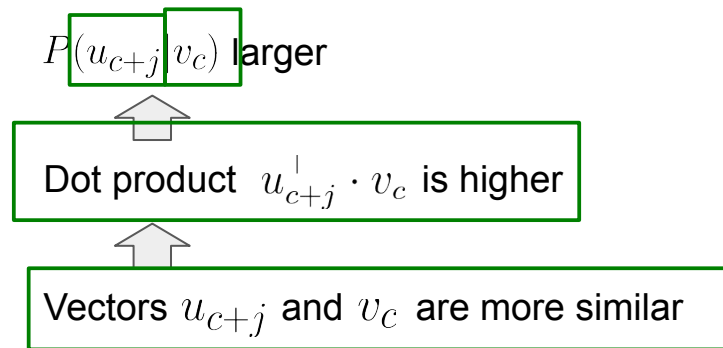 P(u_{c+j}|v_c) larger
Dot product u_{c+j}^⊤ · v_c is higher
Vectors u_{c+j} and v_c are more similar